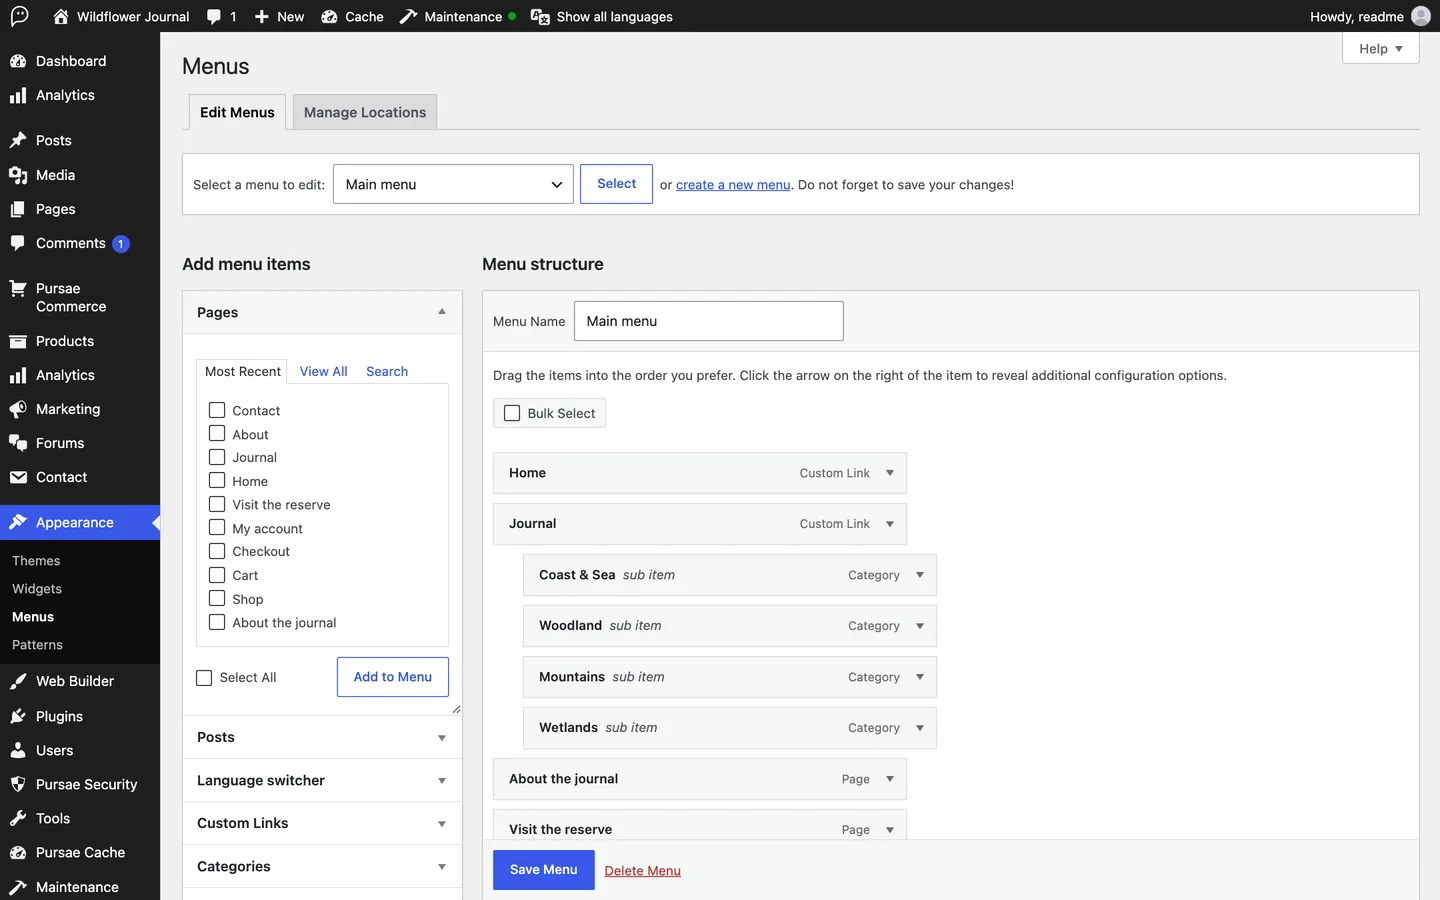 Wildflower Journal 1 New Cache Maintenance Show all languages Howdy, readme
Help
Dashboard
Analytics
Posts
Media
Pages
Comments 1
Pursae
Commerce
Products
Analytics
Marketing
Forums
Contact
Appearance
Themes
Widgets
Menus
Patterns
Web Builder
Plugins
Users
Pursae Security
Tools
Pursae Cache
Maintenance
Menus
Edit Menus Manage Locations
Select a menu to edit: Main menu Select or create a new menu. Do not forget to save your changes!
Add menu items
Pages
Most Recent View All Search
Contact
About
Journal
Home
Visit the reserve
My account
Checkout
Cart
Shop
About the journal
Select All Add to Menu
Posts
Language switcher
Custom Links
Categories
Menu structure
Menu Name Main menu
Drag the items into the order you prefer. Click the arrow on the right of the item to reveal additional configuration options.
Bulk Select
Home Custom Link
Journal Custom Link
Coast & Sea sub item Category
Woodland sub item Category
Mountains sub item Category
Wetlands sub item Category
About the journal Page
Visit the reserve Page
Save Menu Delete Menu